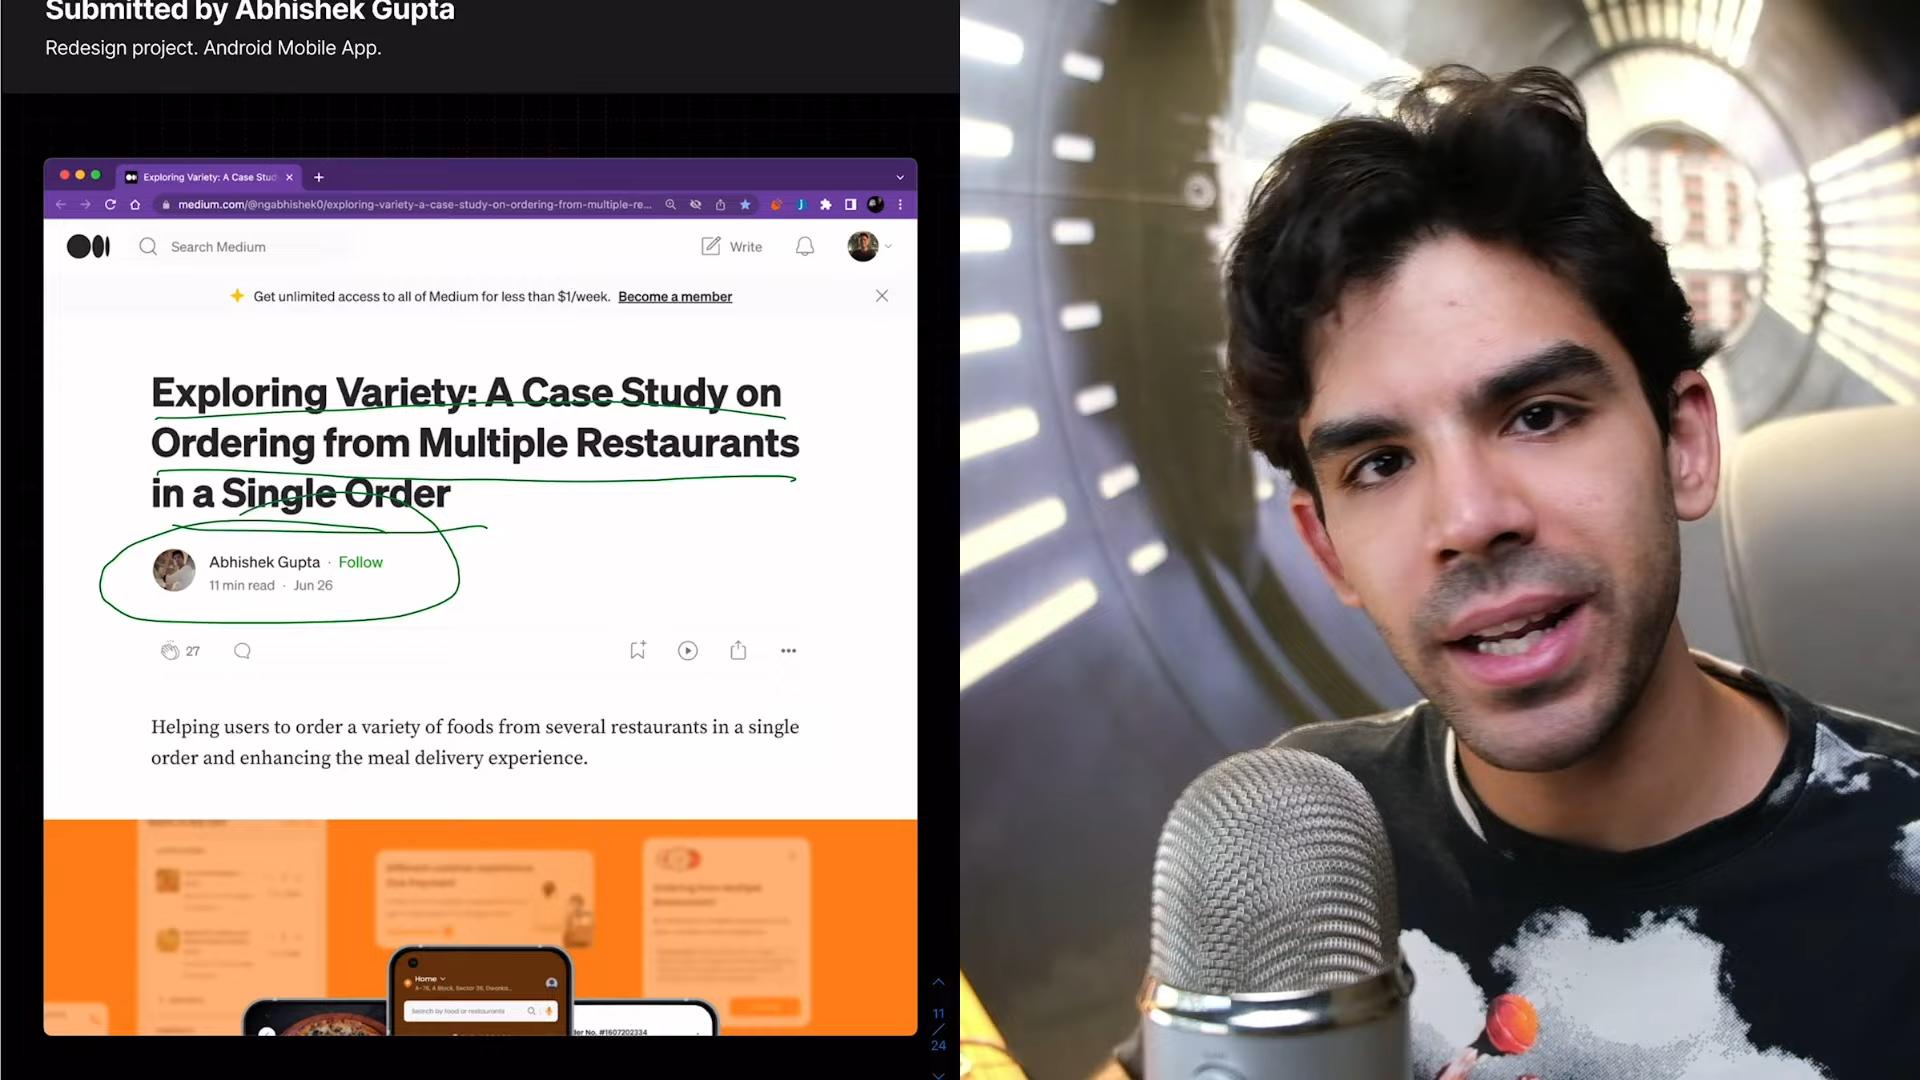 Submitted by Abhishek Gupta
Redesign project. Android Mobile App.
Exploring Variety: A Case Stud
medium.com/@ngabhishek0/exploring-variety-a-case-study-on-ordering-from-multiple-re...
Search Medium
Write
Get unlimited access to all of Medium for less than $1/week. Become a member
Exploring Variety: A Case Study on
Ordering from Multiple Restaurants
in a Single Order
Abhishek Gupta · Follow
11 min read · Jun 26
27
Helping users to order a variety of foods from several restaurants in a single
order and enhancing the meal delivery experience.
Home
Search by food or restaurants
der No. #1607202334
11
24